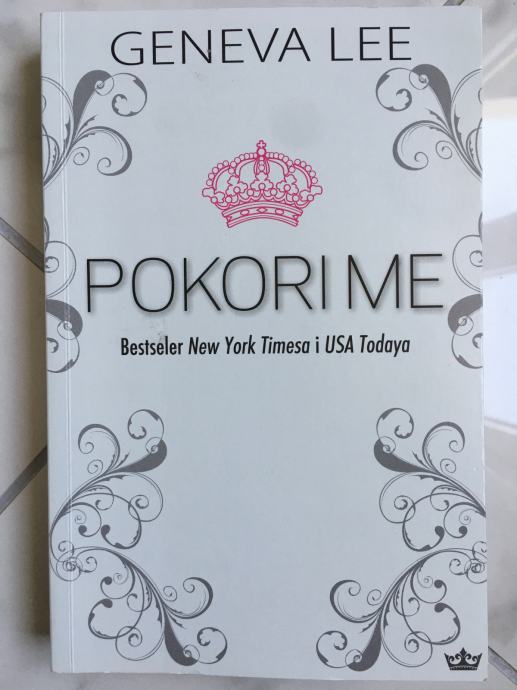 GENEVA LEE
POKORI ME
Bestseler New York Timesa i USA Todaya